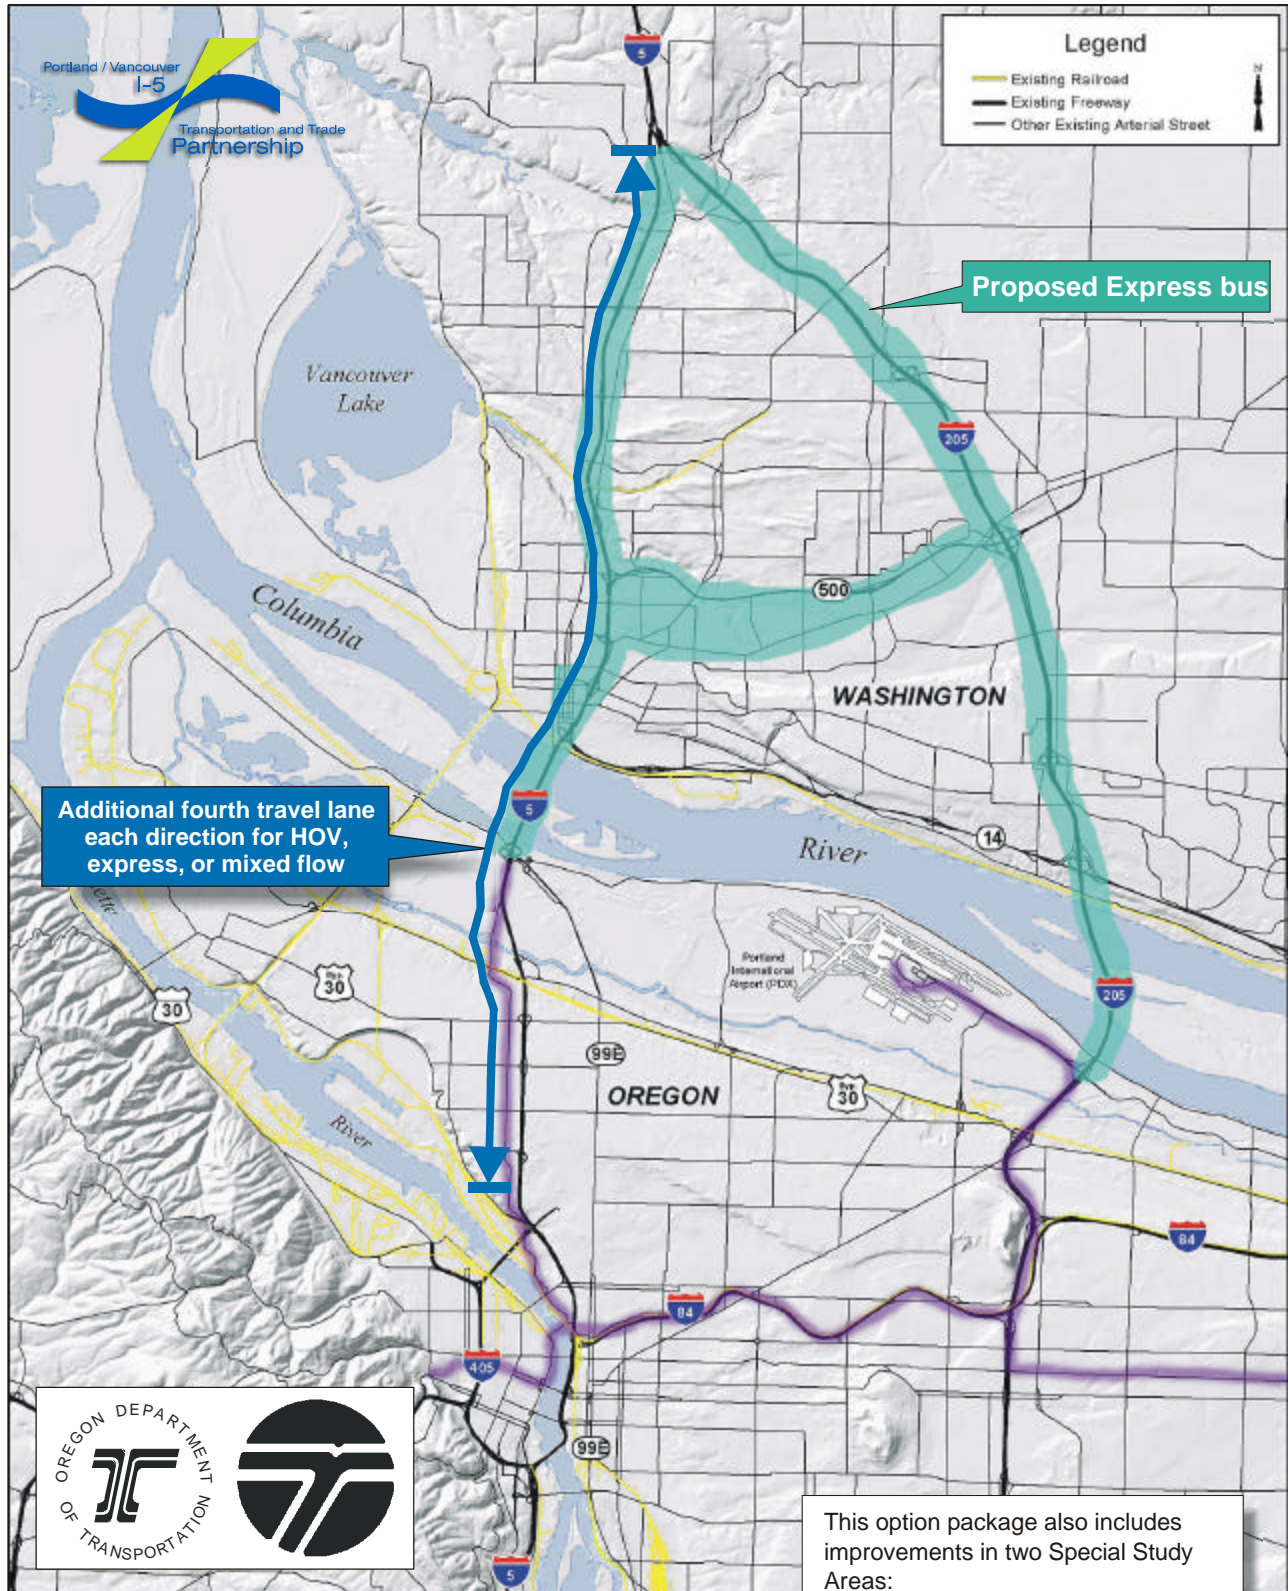 Portland / Vancouver
I-5
Transportation and Trade
Partnership
5
Legend
N
Existing Railroad
Existing Freeway
Other Existing Arterial Street
Proposed Express bus
Vancouver
Lake
205
500
Columbia
WASHINGTON
5
Additional fourth travel lane
each direction for HOV,
express, or mixed flow
River
14
ette
Portland
International
Airport (PDX)
205
30
30
99E
30
OREGON
River
84
84
405
99E
5
OREGON DEPARTMENT
OF TRANSPORTATION
This option package also includes
improvements in two Special Study
Areas: